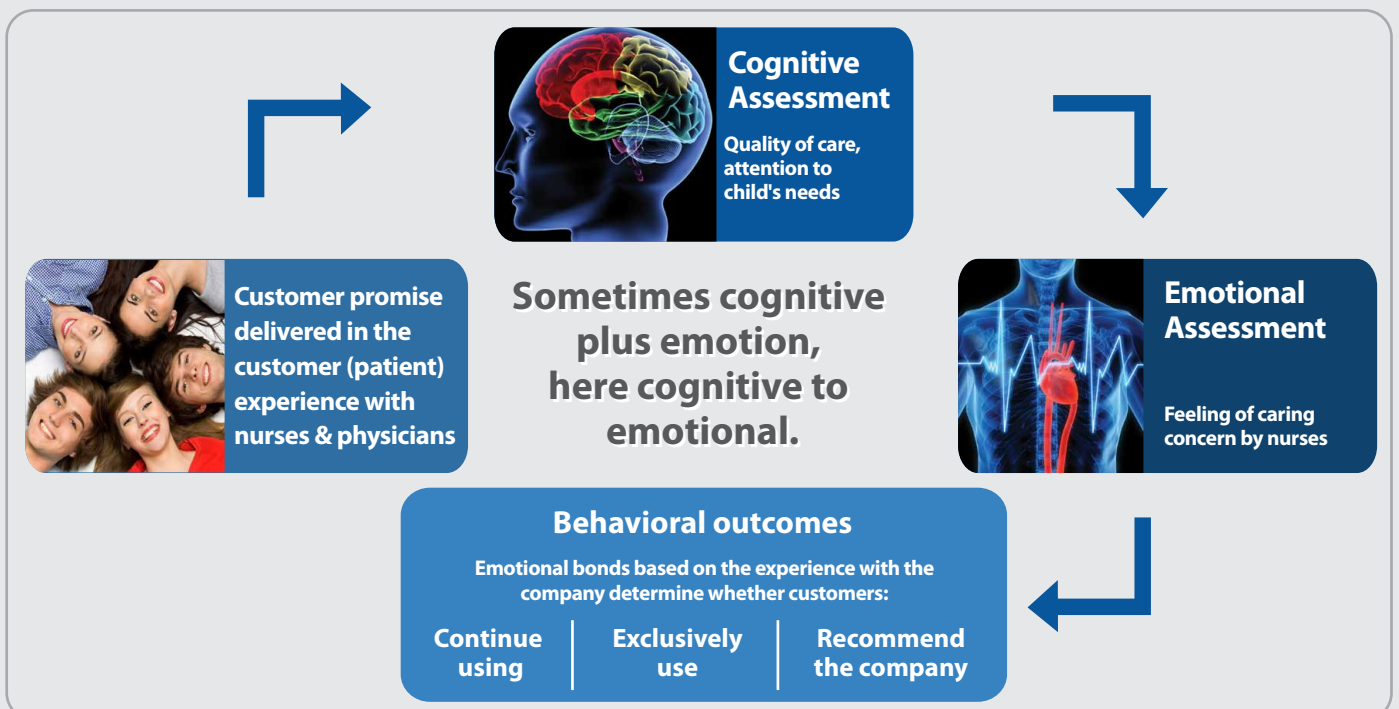 Cognitive
Assessment
Quality of care,
attention to
child's needs
Customer promise
delivered in the
customer (patient)
experience with
nurses & physicians
Sometimes cognitive
plus emotion,
here cognitive to
emotional.
Emotional
Assessment
Feeling of caring
concern by nurses
Behavioral outcomes
Emotional bonds based on the experience with the
company determine whether customers:
Continue
using
Exclusively
use
Recommend
the company